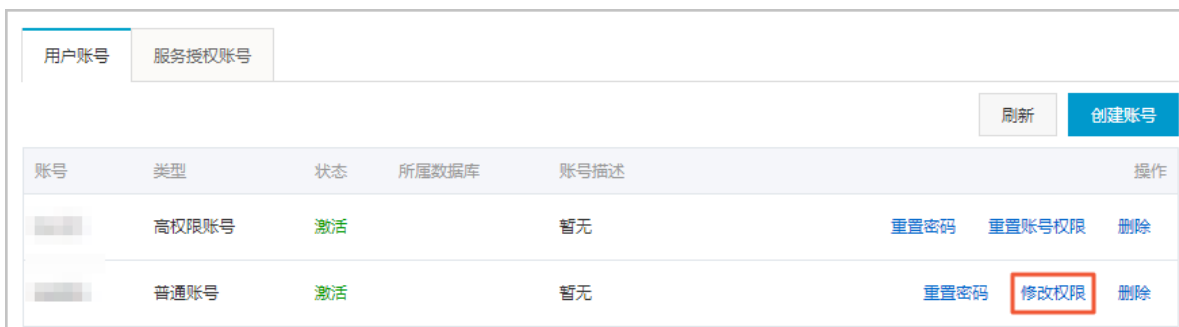 用户账号 服务授权账号
刷新 创建账号
账号 类型 状态 所属数据库 账号描述 操作
高权限账号 激活 暂无 重置密码 重置账号权限 删除
普通账号 激活 暂无 重置密码 修改权限 删除